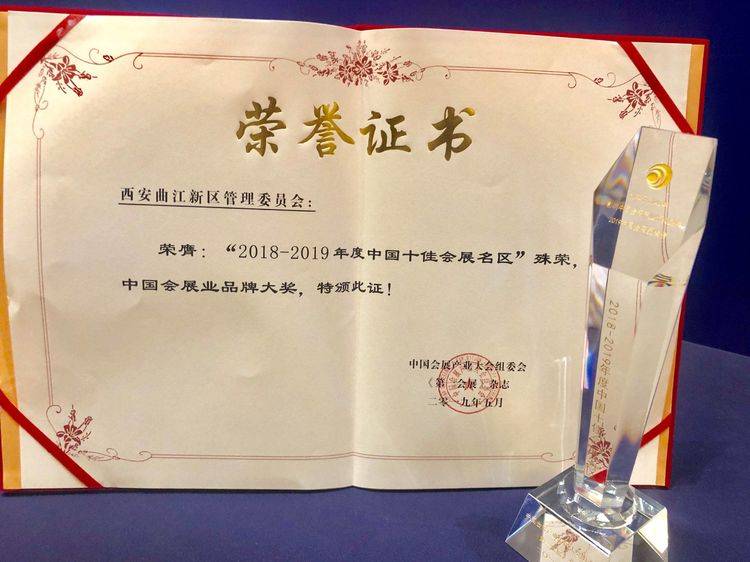 荣誉证书
西安曲江新区管理委员会：
荣膺：“2018-2019年度中国十佳会展名区”殊荣，
中国会展业品牌大奖，特颁此证！
中国会展产业大会组委会
《第一会展》杂志
二零一九年五月
2018-2019年度中国十佳